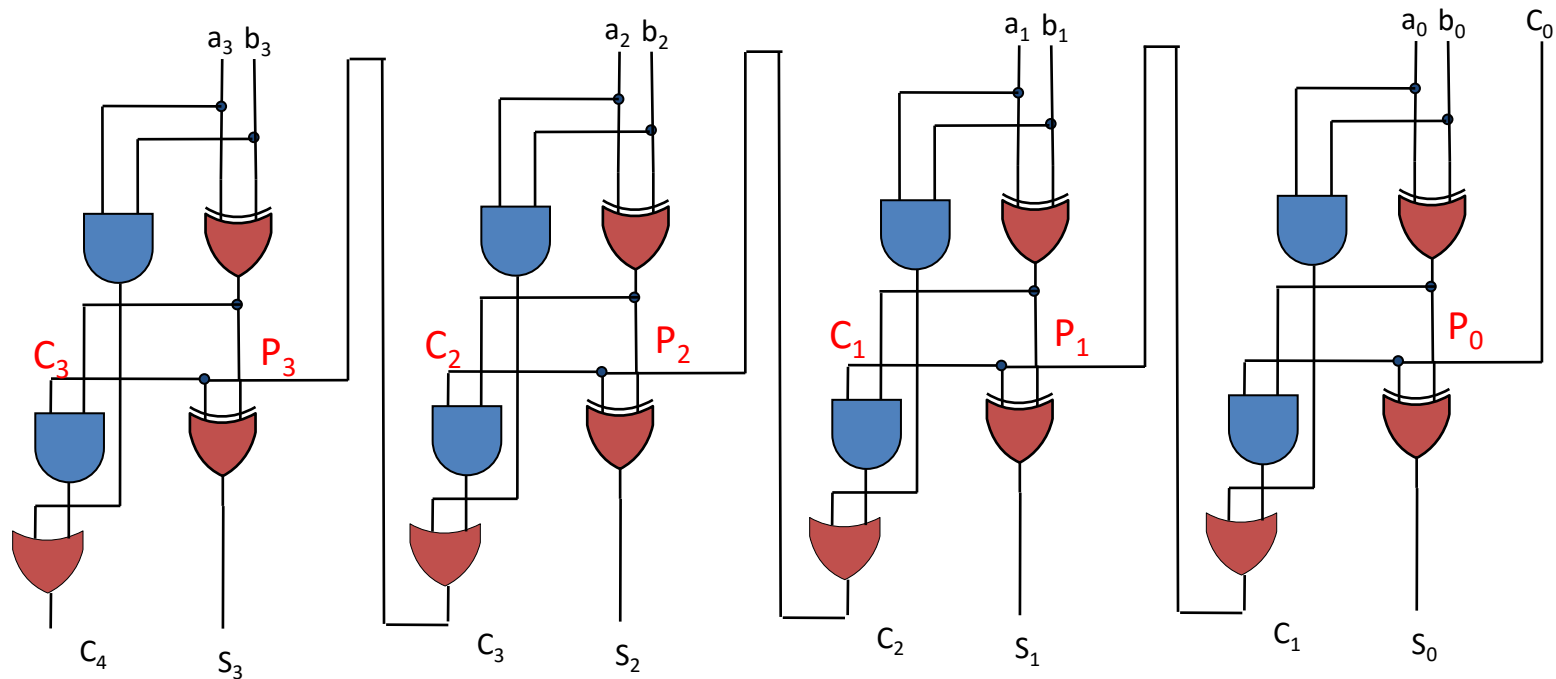 a₃ b₃ a₂ b₂ a₁ b₁ a₀ b₀ C₀
C₃ P₃ C₂ P₂ C₁ P₁ P₀
C₄ S₃ C₃ S₂ C₂ S₁ C₁ S₀